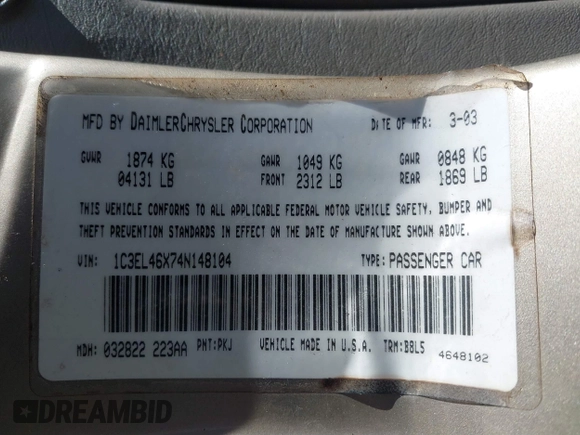 MFD BY DAIMLERCHRYSLER CORPORATION DATE OF MFR: 3-03
GVWR 1874 KG GAWR 1049 KG GAWR 0848 KG
04131 LB FRONT 2312 LB REAR 1869 LB
THIS VEHICLE CONFORMS TO ALL APPLICABLE FEDERAL MOTOR VEHICLE SAFETY, BUMPER AND
THEFT PREVENTION STANDARDS IN EFFECT ON THE DATE OF MANUFACTURE SHOWN ABOVE.
VIN: 1C3EL46X74N148104 TYPE: PASSENGER CAR
MDH: 032822 223AA PNT: PKJ VEHICLE MADE IN U.S.A. TRM: B8L5
4648102
DREAMBID